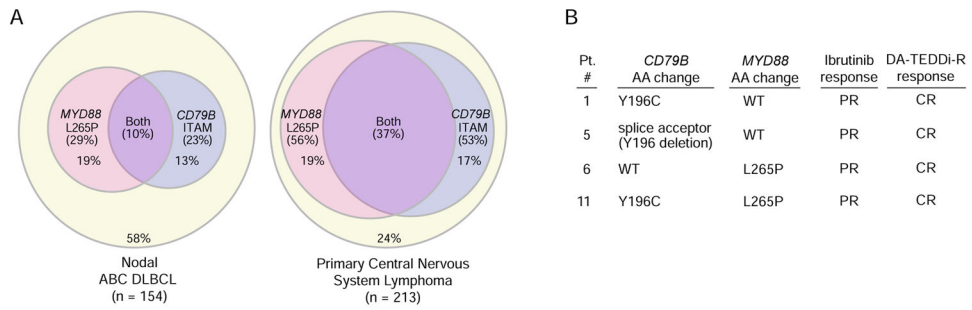 A
MYD88
L265P
(29%)
19%
Both
(10%)
CD79B
ITAM
(23%)
13%
58%
Nodal
ABC DLBCL
(n = 154)
MYD88
L265P
(56%)
19%
Both
(37%)
CD79B
ITAM
(53%)
17%
24%
Primary Central Nervous
System Lymphoma
(n = 213)
B
Pt. CD79B MYD88 Ibrutinib DA-TEDDi-R
# AA change AA change response response
1 Y196C WT PR CR
5 splice acceptor WT PR CR
(Y196 deletion)
6 WT L265P PR CR
11 Y196C L265P PR CR